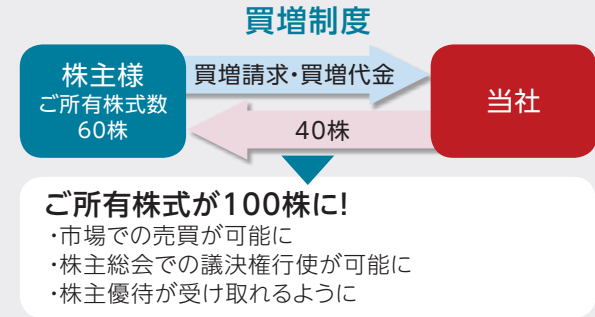 買増制度
株主様
ご所有株式数
60株
買増請求・買増代金
40株
当社
ご所有株式が100株に!
・市場での売買が可能に
・株主総会での議決権行使が可能に
・株主優待が受け取れるように